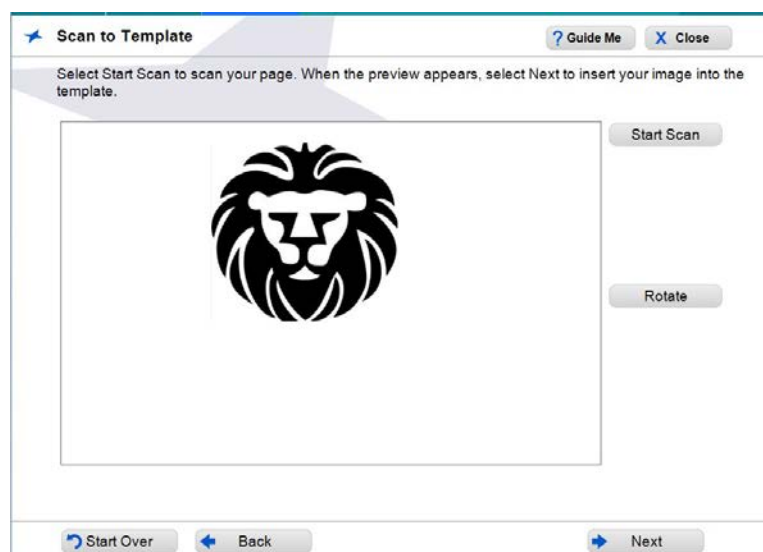 Scan to Template
? Guide Me
X Close
Select Start Scan to scan your page. When the preview appears, select Next to insert your image into the
template.
Start Scan
Rotate
Start Over
Back
Next